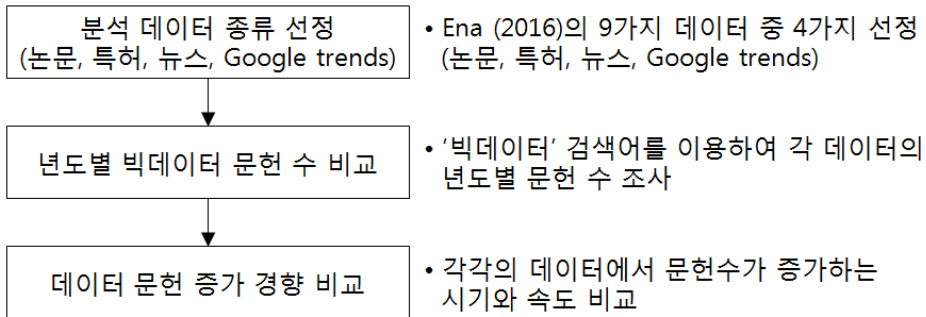 분석 데이터 종류 선정
(논문, 특허, 뉴스, Google trends)
• Ena (2016)의 9가지 데이터 중 4가지 선정
(논문, 특허, 뉴스, Google trends)
년도별 빅데이터 문헌 수 비교
• '빅데이터' 검색어를 이용하여 각 데이터의
년도별 문헌 수 조사
데이터 문헌 증가 경향 비교
• 각각의 데이터에서 문헌수가 증가하는
시기와 속도 비교